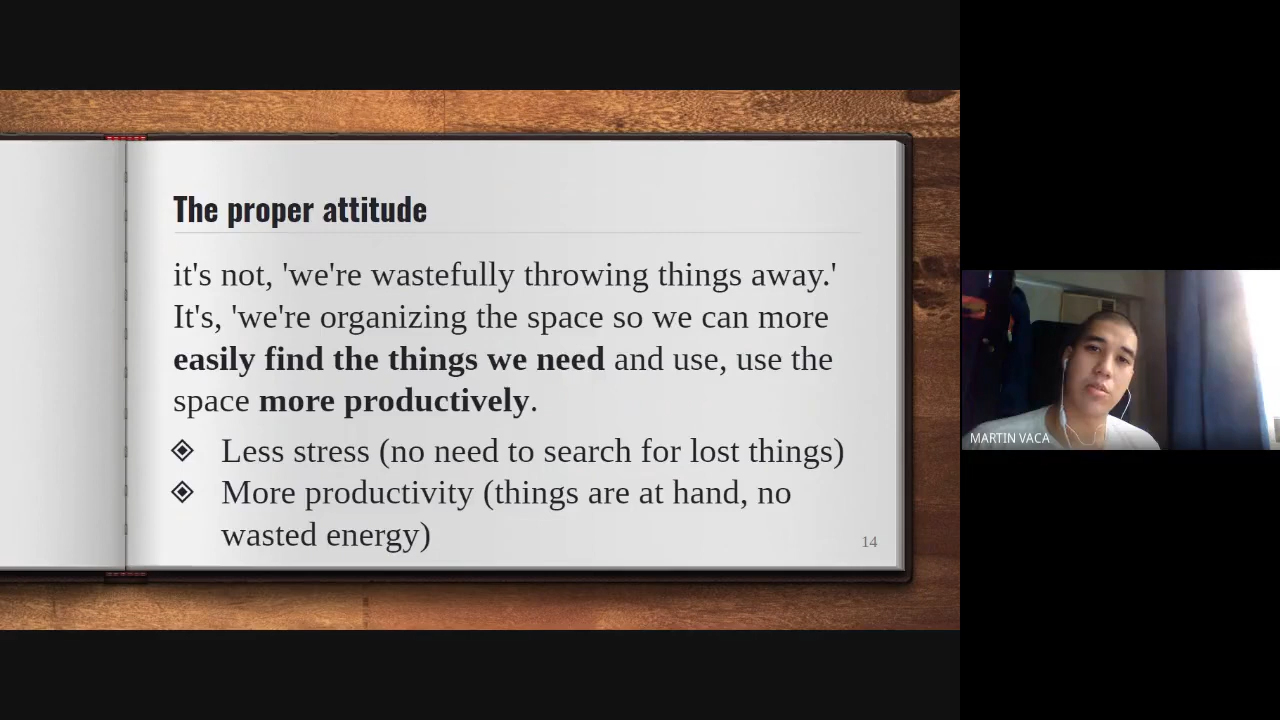 The proper attitude
it's not, 'we're wastefully throwing things away.'
It's, 'we're organizing the space so we can more
easily find the things we need and use, use the
space more productively.
Less stress (no need to search for lost things)
More productivity (things are at hand, no
wasted energy)
14
MARTIN VACA